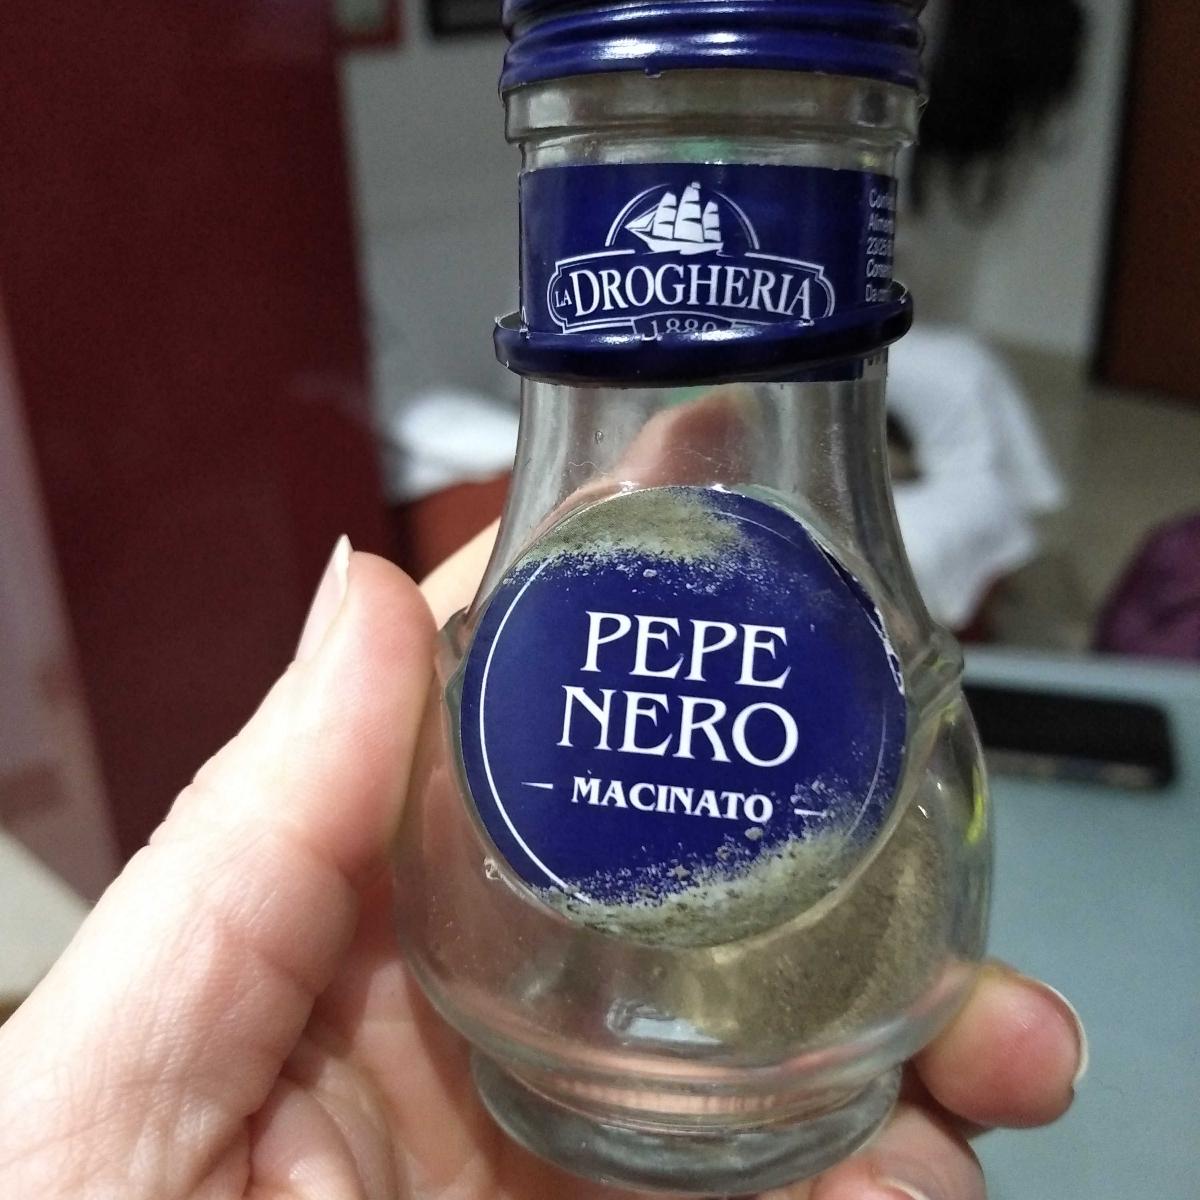 LA DROGHERIA
1880
PEPE
NERO
MACINATO